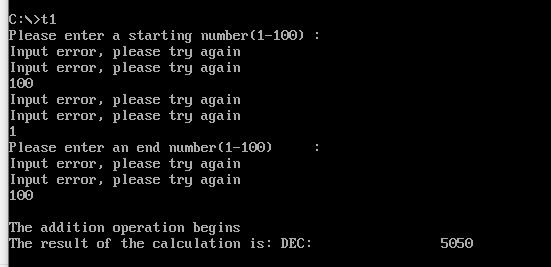 C:\>t1
Please enter a starting number(1-100) :
Input error, please try again
Input error, please try again
100
Input error, please try again
Input error, please try again
1
Please enter an end number(1-100)     :
Input error, please try again
Input error, please try again
100
The addition operation begins
The result of the calculation is: DEC:                5050